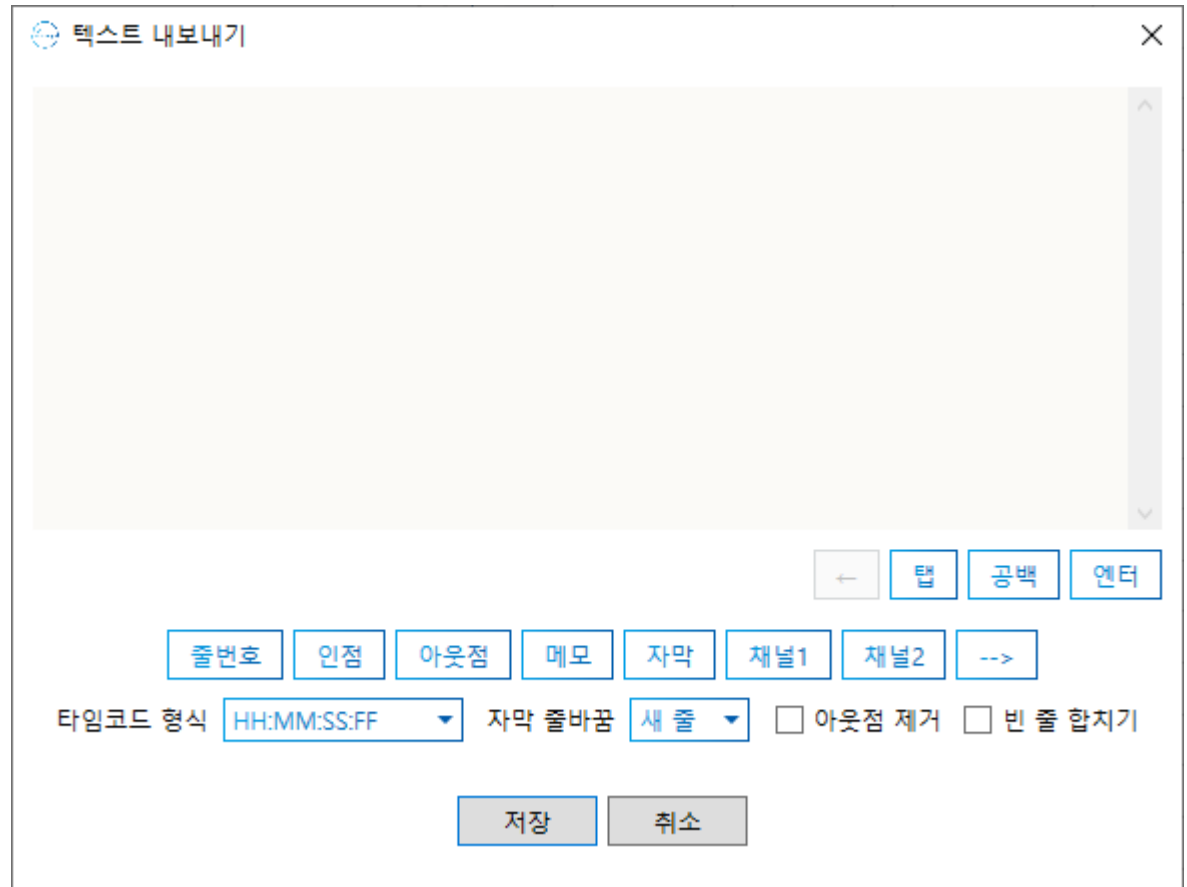 텍스트 내보내기
← 탭 공백 엔터
줄번호 인점 아웃점 메모 자막 채널1 채널2 -->
타임코드 형식 HH:MM:SS:FF 자막 줄바꿈 새 줄 아웃점 제거 빈 줄 합치기
저장 취소